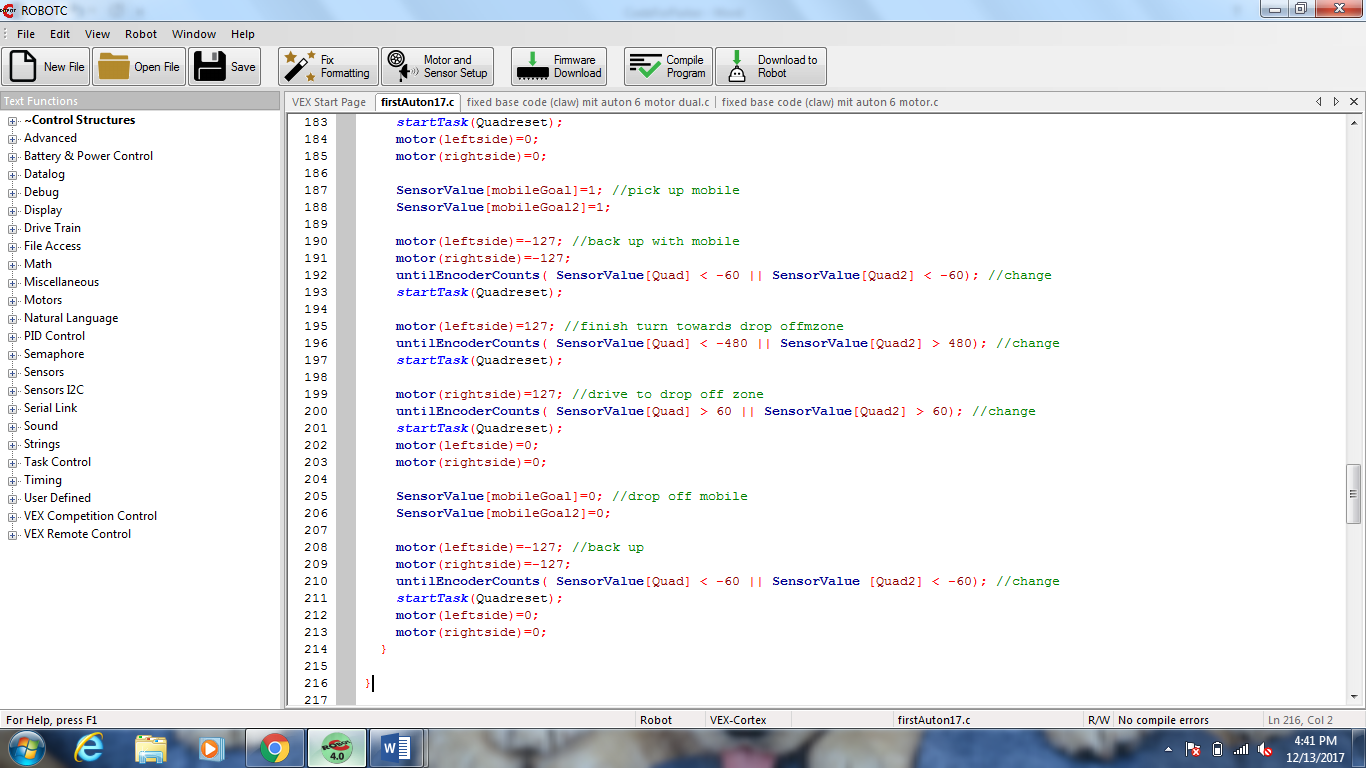 ROBOTC
File Edit View Robot Window Help
New File Open File Save Fix Formatting Motor and Sensor Setup Firmware Download Compile Program Download to Robot
Text Functions
~Control Structures
Advanced
Battery & Power Control
Datalog
Debug
Display
Drive Train
File Access
Math
Miscellaneous
Motors
Natural Language
PID Control
Semaphore
Sensors
Sensors I2C
Serial Link
Sound
Strings
Task Control
Timing
User Defined
VEX Competition Control
VEX Remote Control
VEX Start Page firstAuton17.c fixed base code (claw) mit auton 6 motor dual.c fixed base code (claw) mit auton 6 motor.c
183 startTask(Quadreset);
184 motor(leftside)=0;
185 motor(rightside)=0;
186
187 SensorValue[mobileGoal]=1; //pick up mobile
188 SensorValue[mobileGoal2]=1;
189
190 motor(leftside)=-127; //back up with mobile
191 motor(rightside)=-127;
192 untilEncoderCounts( SensorValue[Quad] < -60 || SensorValue[Quad2] < -60); //change
193 startTask(Quadreset);
194
195 motor(leftside)=127; //finish turn towards drop offmzone
196 untilEncoderCounts( SensorValue[Quad] < -480 || SensorValue[Quad2] > 480); //change
197 startTask(Quadreset);
198
199 motor(rightside)=127; //drive to drop off zone
200 untilEncoderCounts( SensorValue[Quad] > 60 || SensorValue[Quad2] > 60); //change
201 startTask(Quadreset);
202 motor(leftside)=0;
203 motor(rightside)=0;
204
205 SensorValue[mobileGoal]=0; //drop off mobile
206 SensorValue[mobileGoal2]=0;
207
208 motor(leftside)=-127; //back up
209 motor(rightside)=-127;
210 untilEncoderCounts( SensorValue[Quad] < -60 || SensorValue [Quad2] < -60); //change
211 startTask(Quadreset);
212 motor(leftside)=0;
213 motor(rightside)=0;
214 }
215
216 }
217
For Help, press F1 Robot VEX-Cortex firstAuton17.c R/W No compile errors Ln 216, Col 2
4.0
4:41 PM
12/13/2017